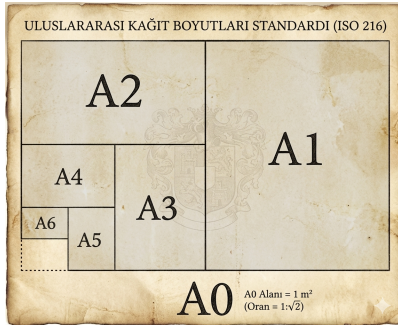 ULUSLARARASI KAĞIT BOYUTLARI STANDARDI (ISO 216)
A2
A1
A4
A3
A6
A5
A0
A0 Alanı = 1 m²
(Oran = 1:√2)